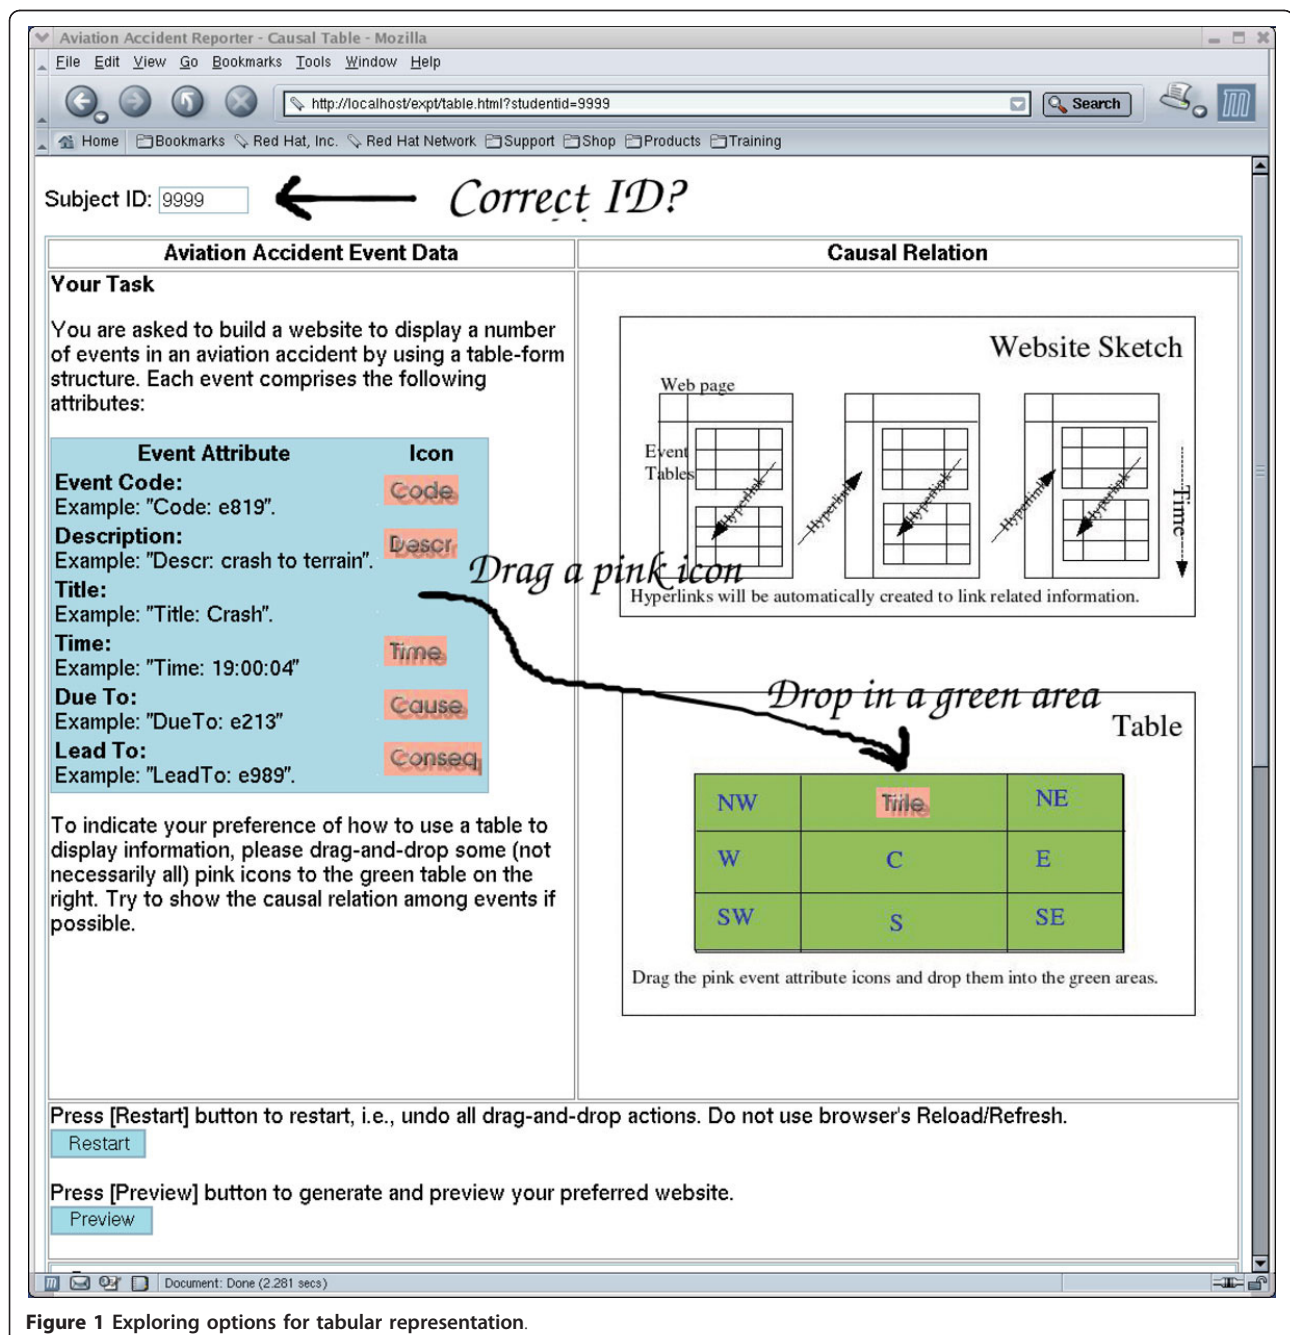 Aviation Accident Reporter - Causal Table - Mozilla
File Edit View Go Bookmarks Tools Window Help
http://localhost/expt/table.html?studentid=9999
Search
Home Bookmarks Red Hat, Inc. Red Hat Network Support Shop Products Training
Subject ID: 9999
Correct ID?
Aviation Accident Event Data
Causal Relation
Your Task
You are asked to build a website to display a number
of events in an aviation accident by using a table-form
structure. Each event comprises the following
attributes:
Event Attribute Icon
Event Code:
Example: "Code: e819".
Code
Description:
Example: "Descr: crash to terrain".
Descr
Title:
Example: "Title: Crash".
Time:
Example: "Time: 19:00:04"
Time
Due To:
Example: "DueTo: e213"
Cause
Lead To:
Example: "LeadTo: e989".
Conseq
To indicate your preference of how to use a table to
display information, please drag-and-drop some (not
necessarily all) pink icons to the green table on the
right. Try to show the causal relation among events if
possible.
Website Sketch
Web page
Event
Tables
Hyperlink
Hyperlink
Hyperlink
Hyperlink
Hyperlink
Time
Hyperlinks will be automatically created to link related information.
Drag a pink icon
Drop in a green area
Table
NW Title NE
W C E
SW S SE
Drag the pink event attribute icons and drop them into the green areas.
Press [Restart] button to restart, i.e., undo all drag-and-drop actions. Do not use browser's Reload/Refresh.
Restart
Press [Preview] button to generate and preview your preferred website.
Preview
Document: Done (2.281 secs)
Figure 1 Exploring options for tabular representation.